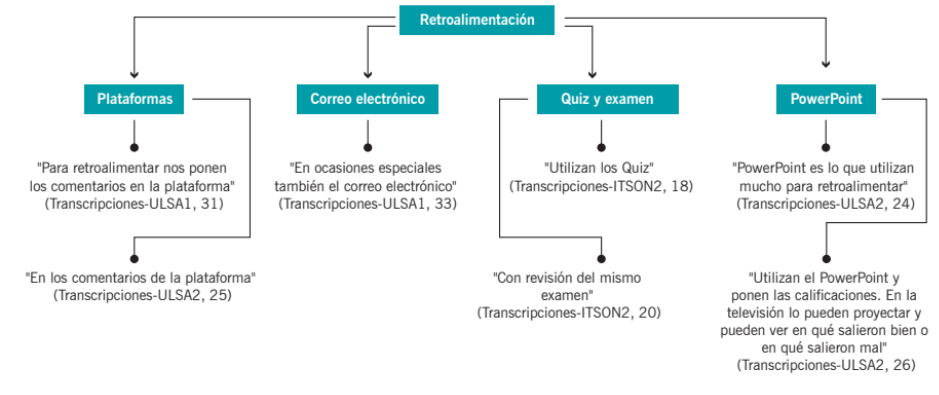 Retroalimentación
Plataformas
"Para retroalimentar nos ponen
los comentarios en la plataforma"
(Transcripciones-ULSA1, 31)
"En los comentarios de la plataforma"
(Transcripciones-ULSA2, 25)
Correo electrónico
"En ocasiones especiales
también el correo electrónico"
(Transcripciones-ULSA1, 33)
Quiz y examen
"Utilizan los Quiz"
(Transcripciones-ITSON2, 18)
"Con revisión del mismo
examen"
(Transcripciones-ITSON2, 20)
PowerPoint
"PowerPoint es lo que utilizan
mucho para retroalimentar"
(Transcripciones-ULSA2, 24)
"Utilizan el PowerPoint y
ponen las calificaciones. En la
televisión lo pueden proyectar y
pueden ver en qué salieron bien o
en qué salieron mal"
(Transcripciones-ULSA2, 26)